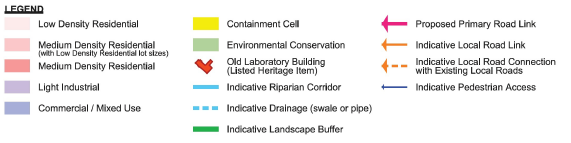 LEGEND
Low Density Residential
Medium Density Residential
(with Low Density Residential lot sizes)
Medium Density Residential
Light Industrial
Commercial / Mixed Use
Containment Cell
Environmental Conservation
Old Laboratory Building
(Listed Heritage Item)
Indicative Riparian Corridor
Indicative Drainage (swale or pipe)
Indicative Landscape Buffer
Proposed Primary Road Link
Indicative Local Road Link
Indicative Local Road Connection
with Existing Local Roads
Indicative Pedestrian Access